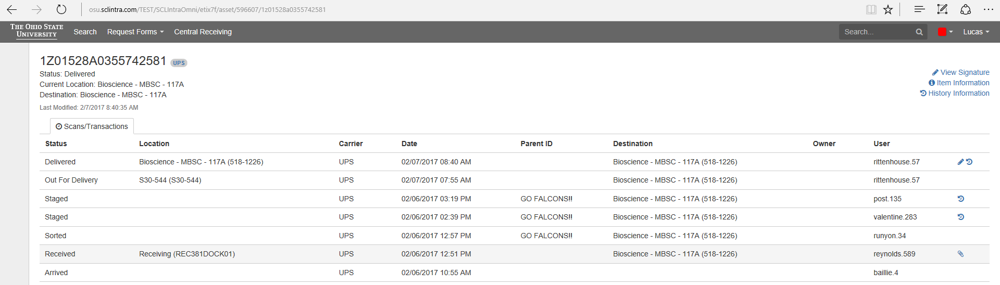 osu.sclintra.com/TEST/SCLIntraOmni/etix7f/asset/596607/1z01528a0355742581
The Ohio State University Search Request Forms Central Receiving Search... Lucas
1Z01528A0355742581 UPS
Status: Delivered
Current Location: Bioscience - MBSC - 117A
Destination: Bioscience - MBSC - 117A
Last Modified: 2/7/2017 8:40:35 AM
View Signature
Item Information
History Information
Scans/Transactions
Status Location Carrier Date Parent ID Destination Owner User
Delivered Bioscience - MBSC - 117A (518-1226) UPS 02/07/2017 08:40 AM Bioscience - MBSC - 117A (518-1226) rittenhouse.57
Out For Delivery S30-544 (S30-544) UPS 02/07/2017 07:55 AM Bioscience - MBSC - 117A (518-1226) rittenhouse.57
Staged UPS 02/06/2017 03:19 PM GO FALCONS!! Bioscience - MBSC - 117A (518-1226) post.135
Staged UPS 02/06/2017 02:39 PM GO FALCONS!! Bioscience - MBSC - 117A (518-1226) valentine.283
Sorted UPS 02/06/2017 12:57 PM GO FALCONS!! Bioscience - MBSC - 117A (518-1226) runyon.34
Received Receiving (REC381DOCK01) UPS 02/06/2017 12:51 PM Bioscience - MBSC - 117A (518-1226) reynolds.589
Arrived UPS 02/06/2017 10:55 AM baillie.4